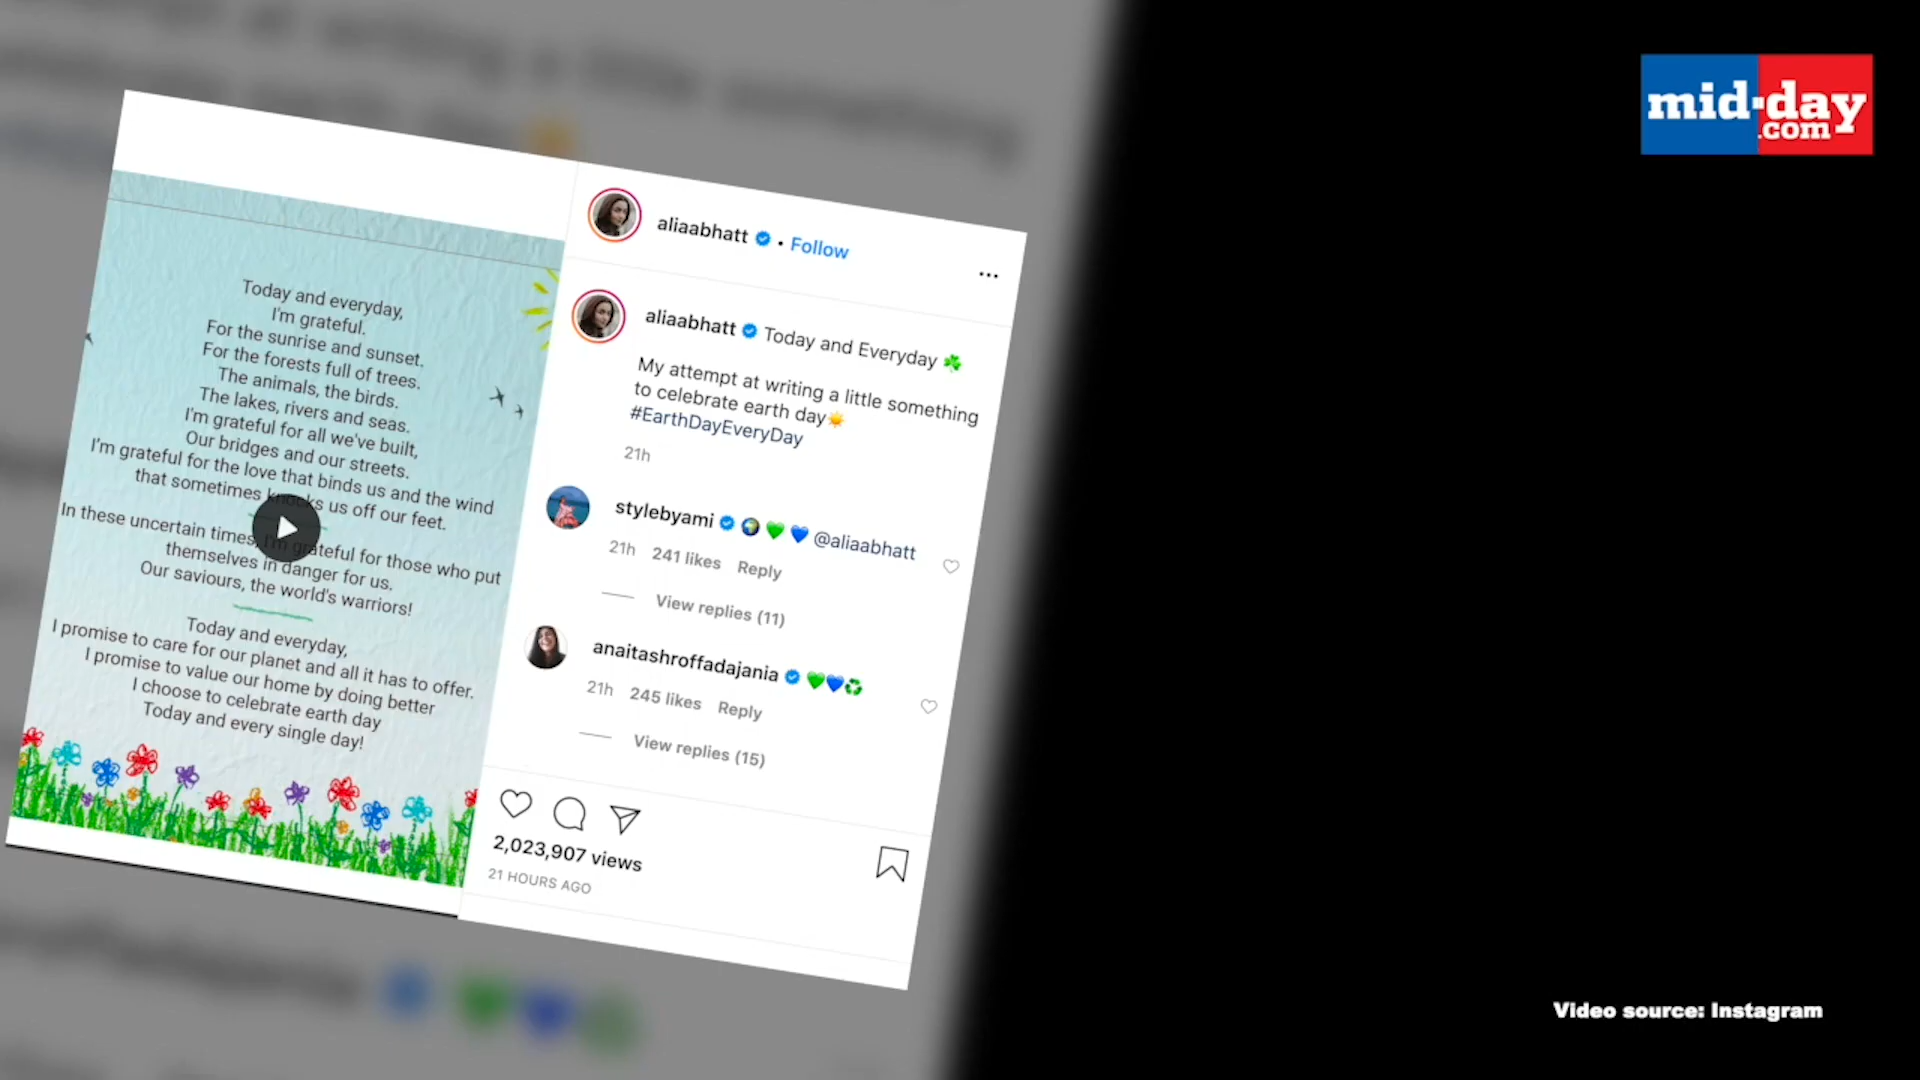 mid-day
.com
Today and everyday,
I'm grateful.
For the sunrise and sunset.
For the forests full of trees.
The animals, the birds.
The lakes, rivers and seas.
I'm grateful for all we've built,
Our bridges and our streets.
I'm grateful for the love that binds us and the wind
that sometimes knocks us off our feet.
In these uncertain times, I'm grateful for those who put
themselves in danger for us.
Our saviours, the world's warriors!
Today and everyday,
I promise to care for our planet and all it has to offer.
I promise to value our home by doing better
I choose to celebrate earth day
Today and every single day!
aliaabhatt • Follow
aliaabhatt Today and Everyday ☘️
My attempt at writing a little something
to celebrate earth day☀️
#EarthDayEveryDay
21h
stylebyami 🌍 💚 💙 @aliaabhatt
21h 241 likes Reply
View replies (11)
anaitashroffadajania 💚💙♻️
21h 245 likes Reply
View replies (15)
2,023,907 views
21 HOURS AGO
Video source: Instagram